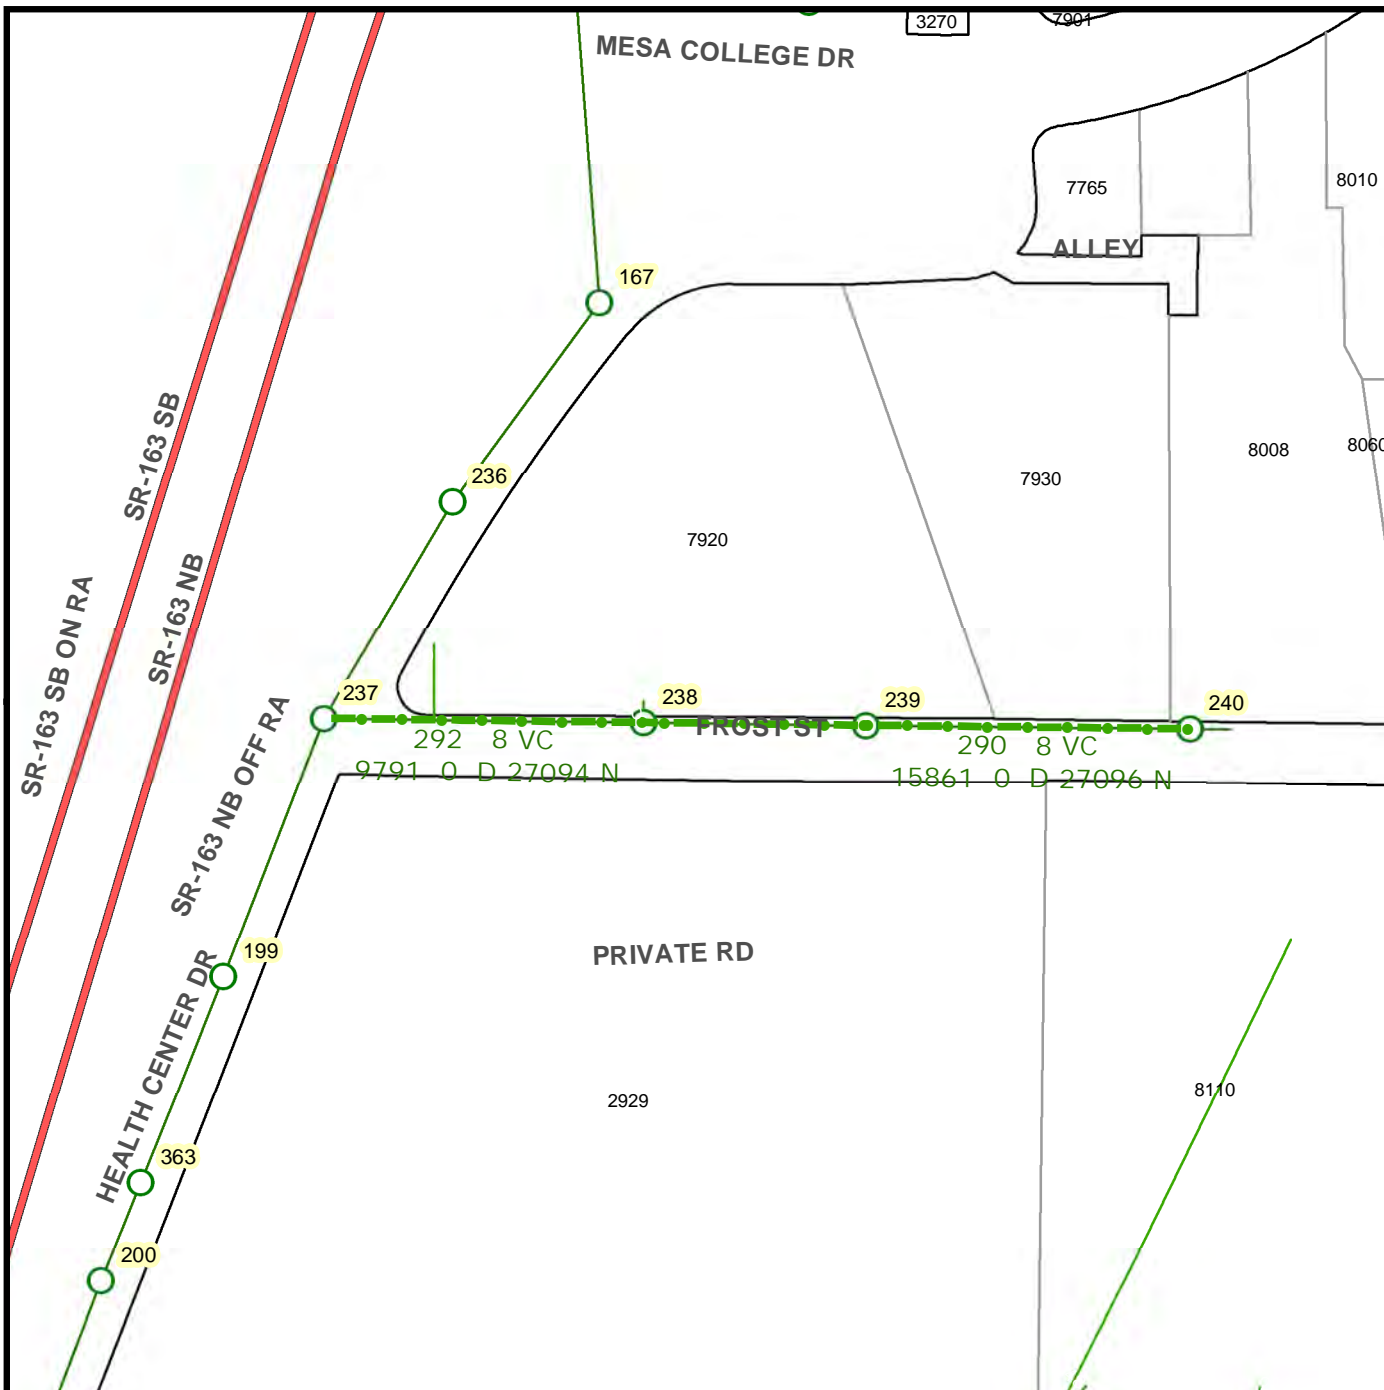 3270
7901
MESA COLLEGE DR
8010
7765
ALLEY
167
SR-163 SB
8008
8060
236
7930
7920
SR-163 NB
SR-163 SB ON RA
237
238
239
240
FROST ST
292 8 VC
290 8 VC
9791 0 D 27094 N
15861 0 D 27096 N
SR-163 NB OFF RA
199
PRIVATE RD
HEALTH CENTER DR
8110
2929
363
200